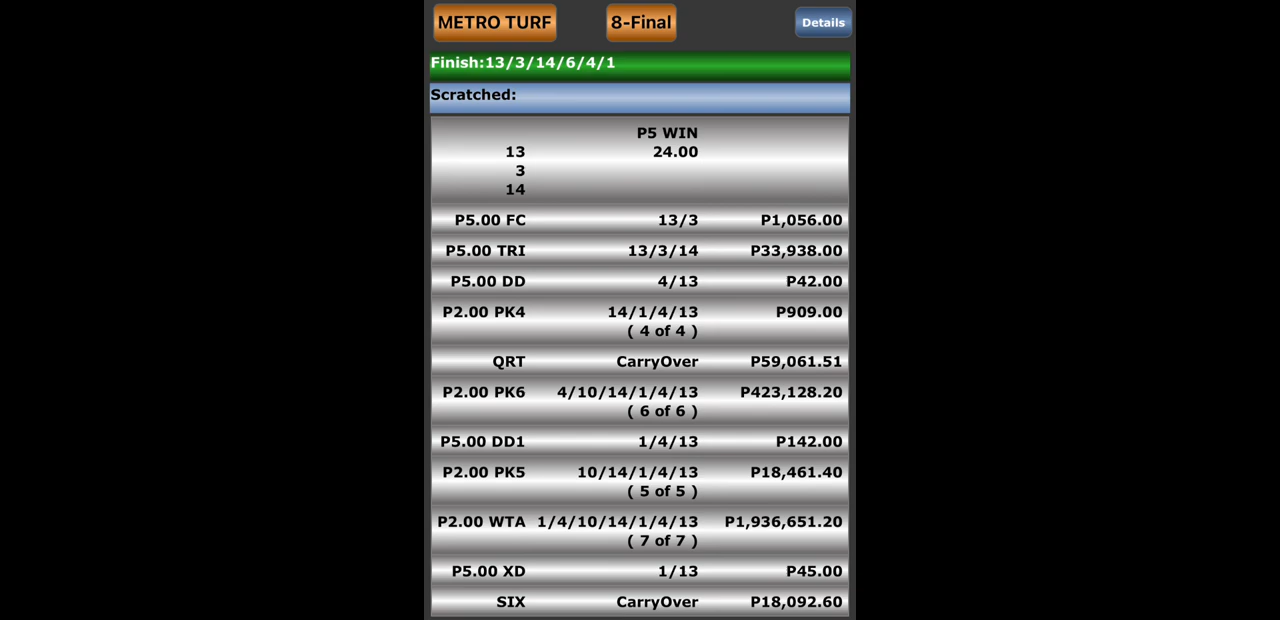 METRO TURF 8-Final Details
Finish:13/3/14/6/4/1
Scratched:
P5 WIN
13 24.00
3
14
P5.00 FC 13/3 P1,056.00
P5.00 TRI 13/3/14 P33,938.00
P5.00 DD 4/13 P42.00
P2.00 PK4 14/1/4/13 P909.00
( 4 of 4 )
QRT CarryOver P59,061.51
P2.00 PK6 4/10/14/1/4/13 P423,128.20
( 6 of 6 )
P5.00 DD1 1/4/13 P142.00
P2.00 PK5 10/14/1/4/13 P18,461.40
( 5 of 5 )
P2.00 WTA 1/4/10/14/1/4/13 P1,936,651.20
( 7 of 7 )
P5.00 XD 1/13 P45.00
SIX CarryOver P18,092.60